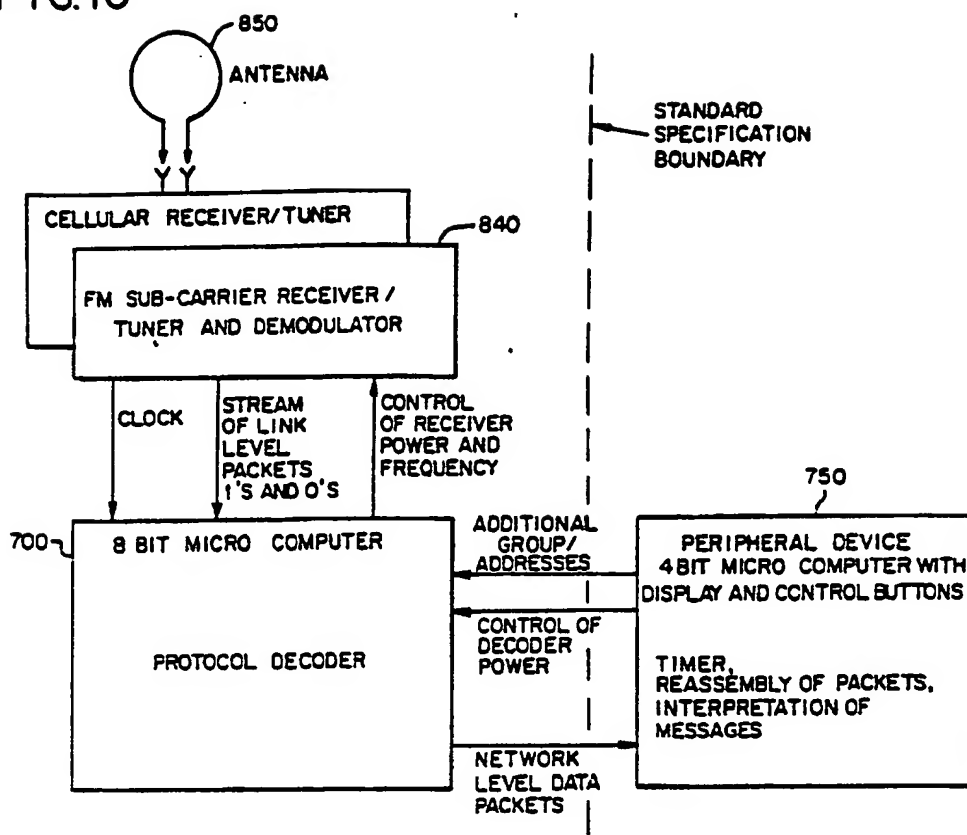 850
ANTENNA
STANDARD
SPECIFICATION
BOUNDARY
CELLULAR RECEIVER/TUNER
840
FM SUB-CARRIER RECEIVER/
TUNER AND DEMODULATOR
CLOCK
STREAM
OF LINK
LEVEL
PACKETS
1'S AND 0'S
CONTROL
OF RECEIVER
POWER AND
FREQUENCY
700
8 BIT MICRO COMPUTER
PROTOCOL DECODER
ADDITIONAL
GROUP/
ADDRESSES
CONTROL OF
DECODER
POWER
NETWORK
LEVEL DATA
PACKETS
750
PERIPHERAL DEVICE
4BIT MICRO COMPUTER WITH
DISPLAY AND CONTROL BUTTONS
TIMER,
REASSEMBLY OF PACKETS,
INTERPRETATION OF
MESSAGES